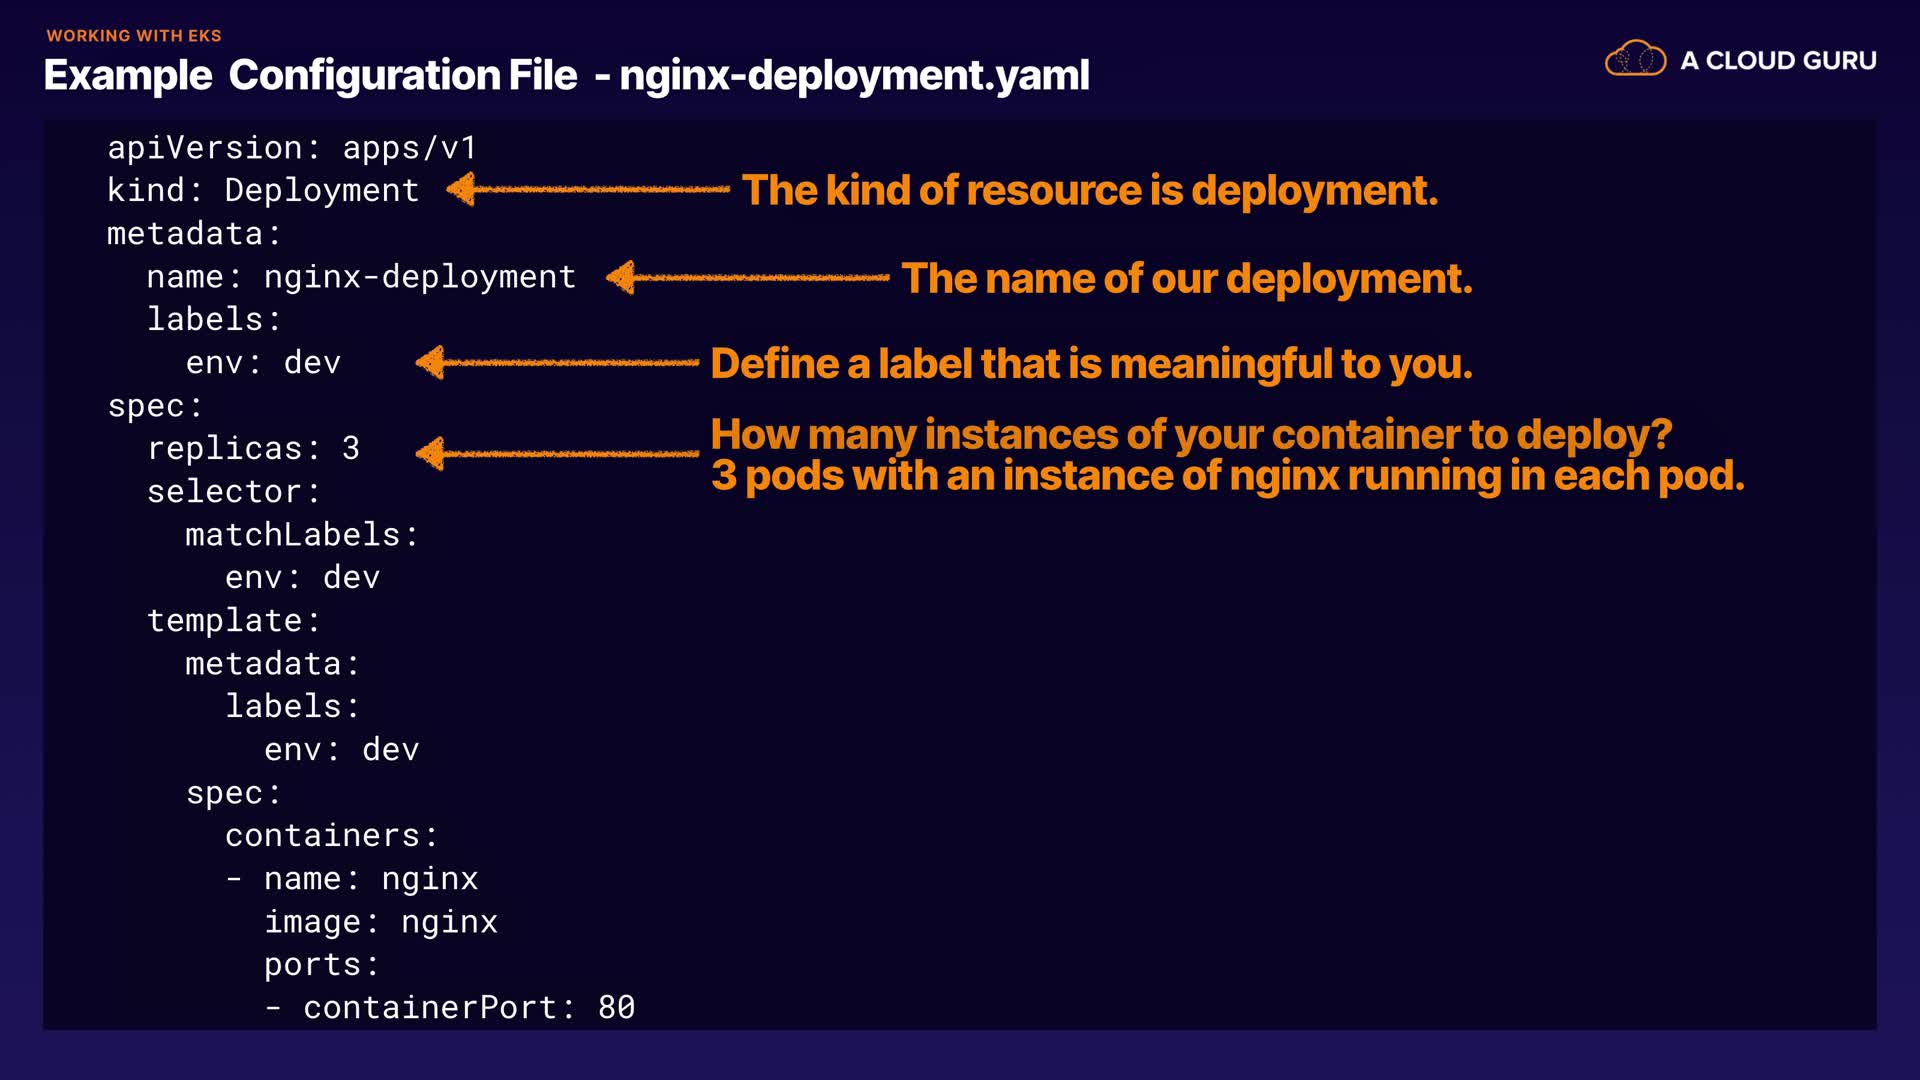 WORKING WITH EKS
Example Configuration File - nginx-deployment.yaml
A CLOUD GURU
apiVersion: apps/v1
kind: Deployment
The kind of resource is deployment.
metadata:
name: nginx-deployment
The name of our deployment.
labels:
env: dev
Define a label that is meaningful to you.
spec:
replicas: 3
How many instances of your container to deploy?
3 pods with an instance of nginx running in each pod.
selector:
matchLabels:
env: dev
template:
metadata:
labels:
env: dev
spec:
containers:
- name: nginx
image: nginx
ports:
- containerPort: 80